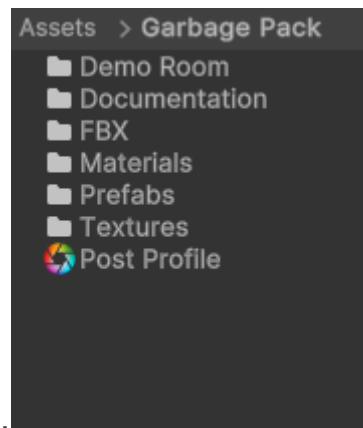 Assets > Garbage Pack
Demo Room
Documentation
FBX
Materials
Prefabs
Textures
Post Profile